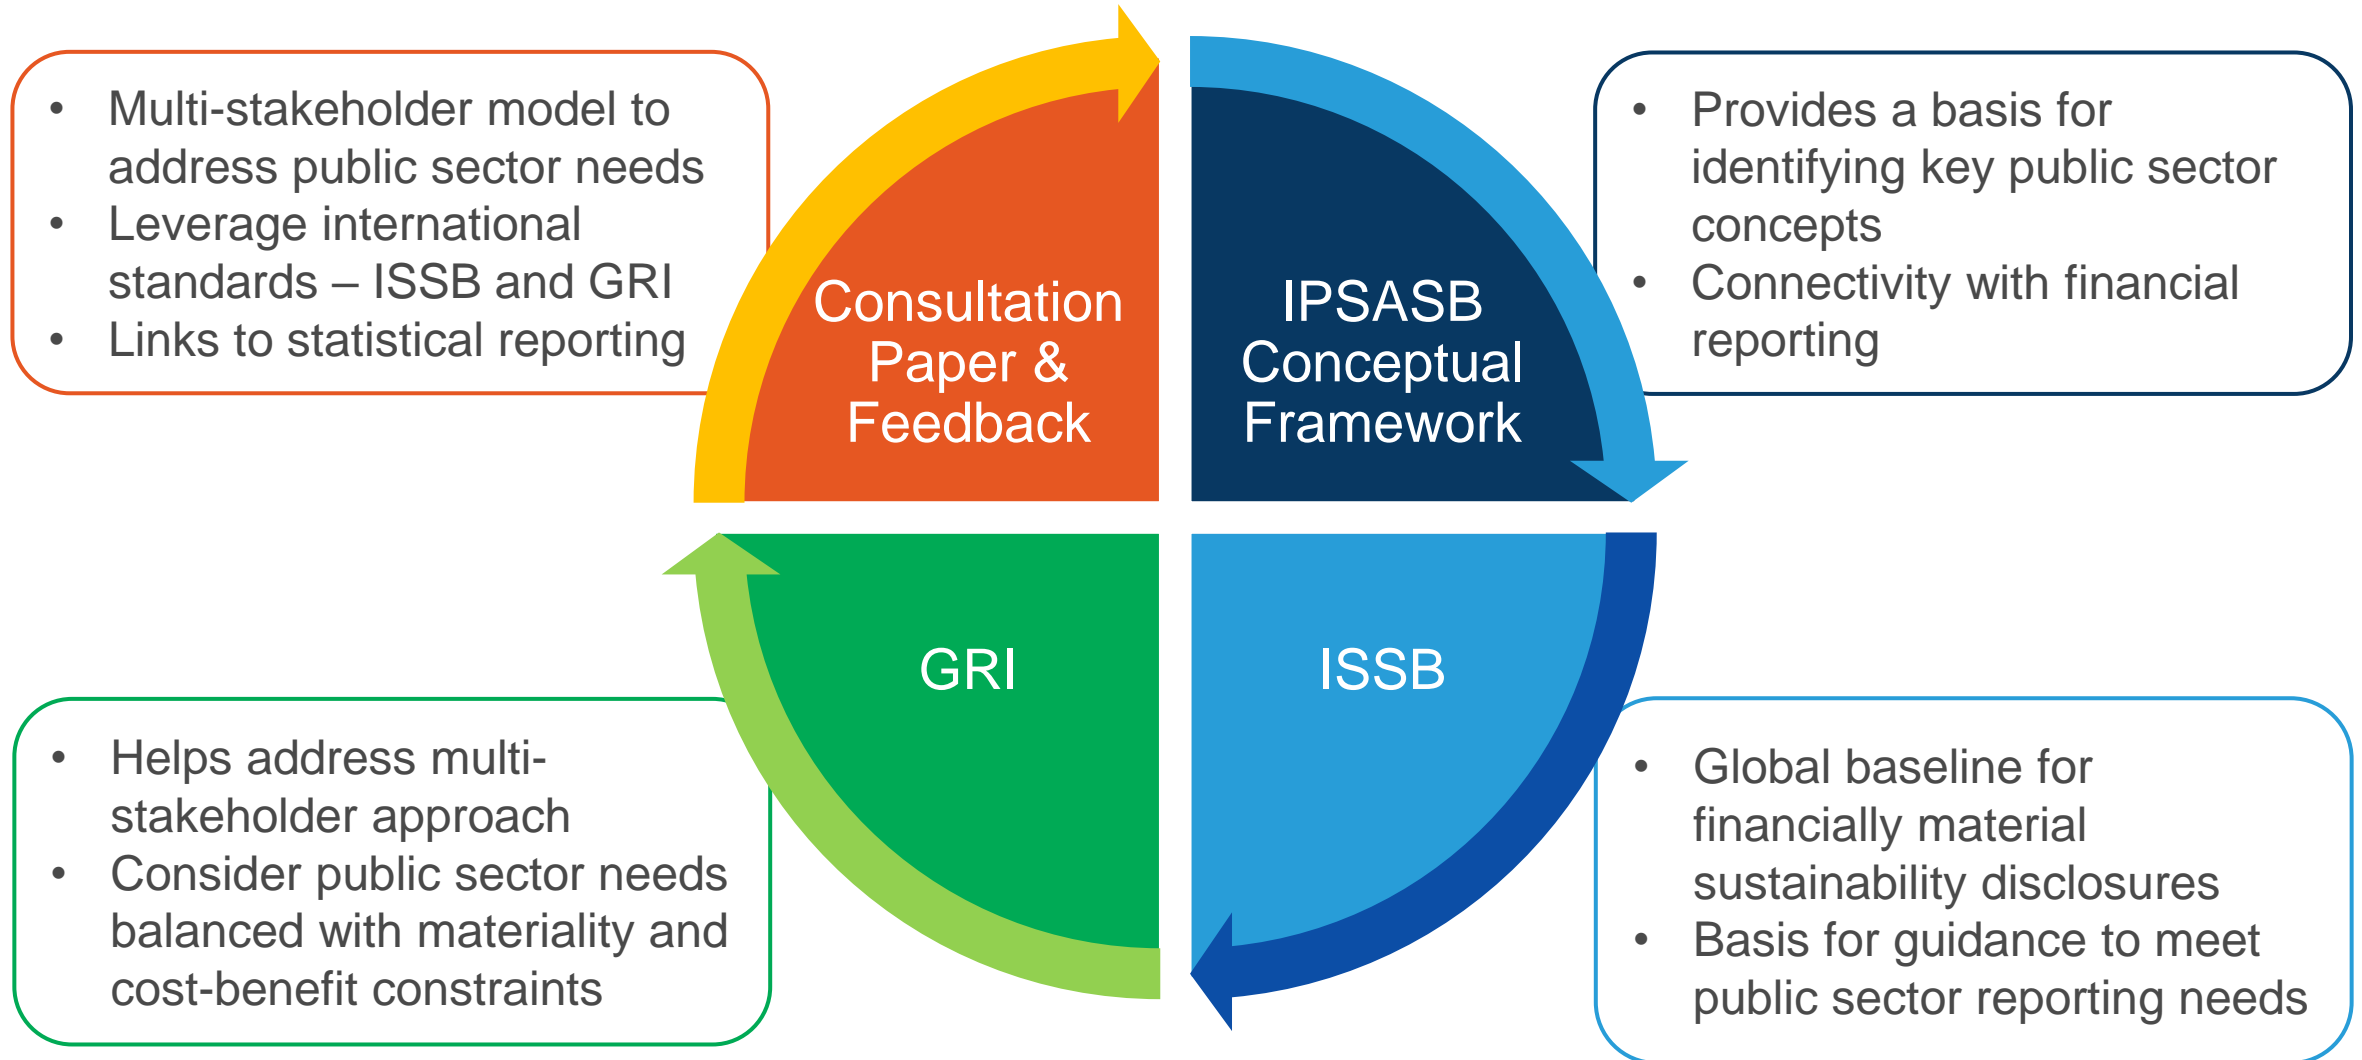 • Multi-stakeholder model to
address public sector needs
• Leverage international
standards – ISSB and GRI
• Links to statistical reporting
Consultation
Paper &
Feedback
IPSASB
Conceptual
Framework
• Provides a basis for
identifying key public sector
concepts
• Connectivity with financial
reporting
• Helps address multi-
stakeholder approach
• Consider public sector needs
balanced with materiality and
cost-benefit constraints
GRI
ISSB
• Global baseline for
financially material
sustainability disclosures
• Basis for guidance to meet
public sector reporting needs